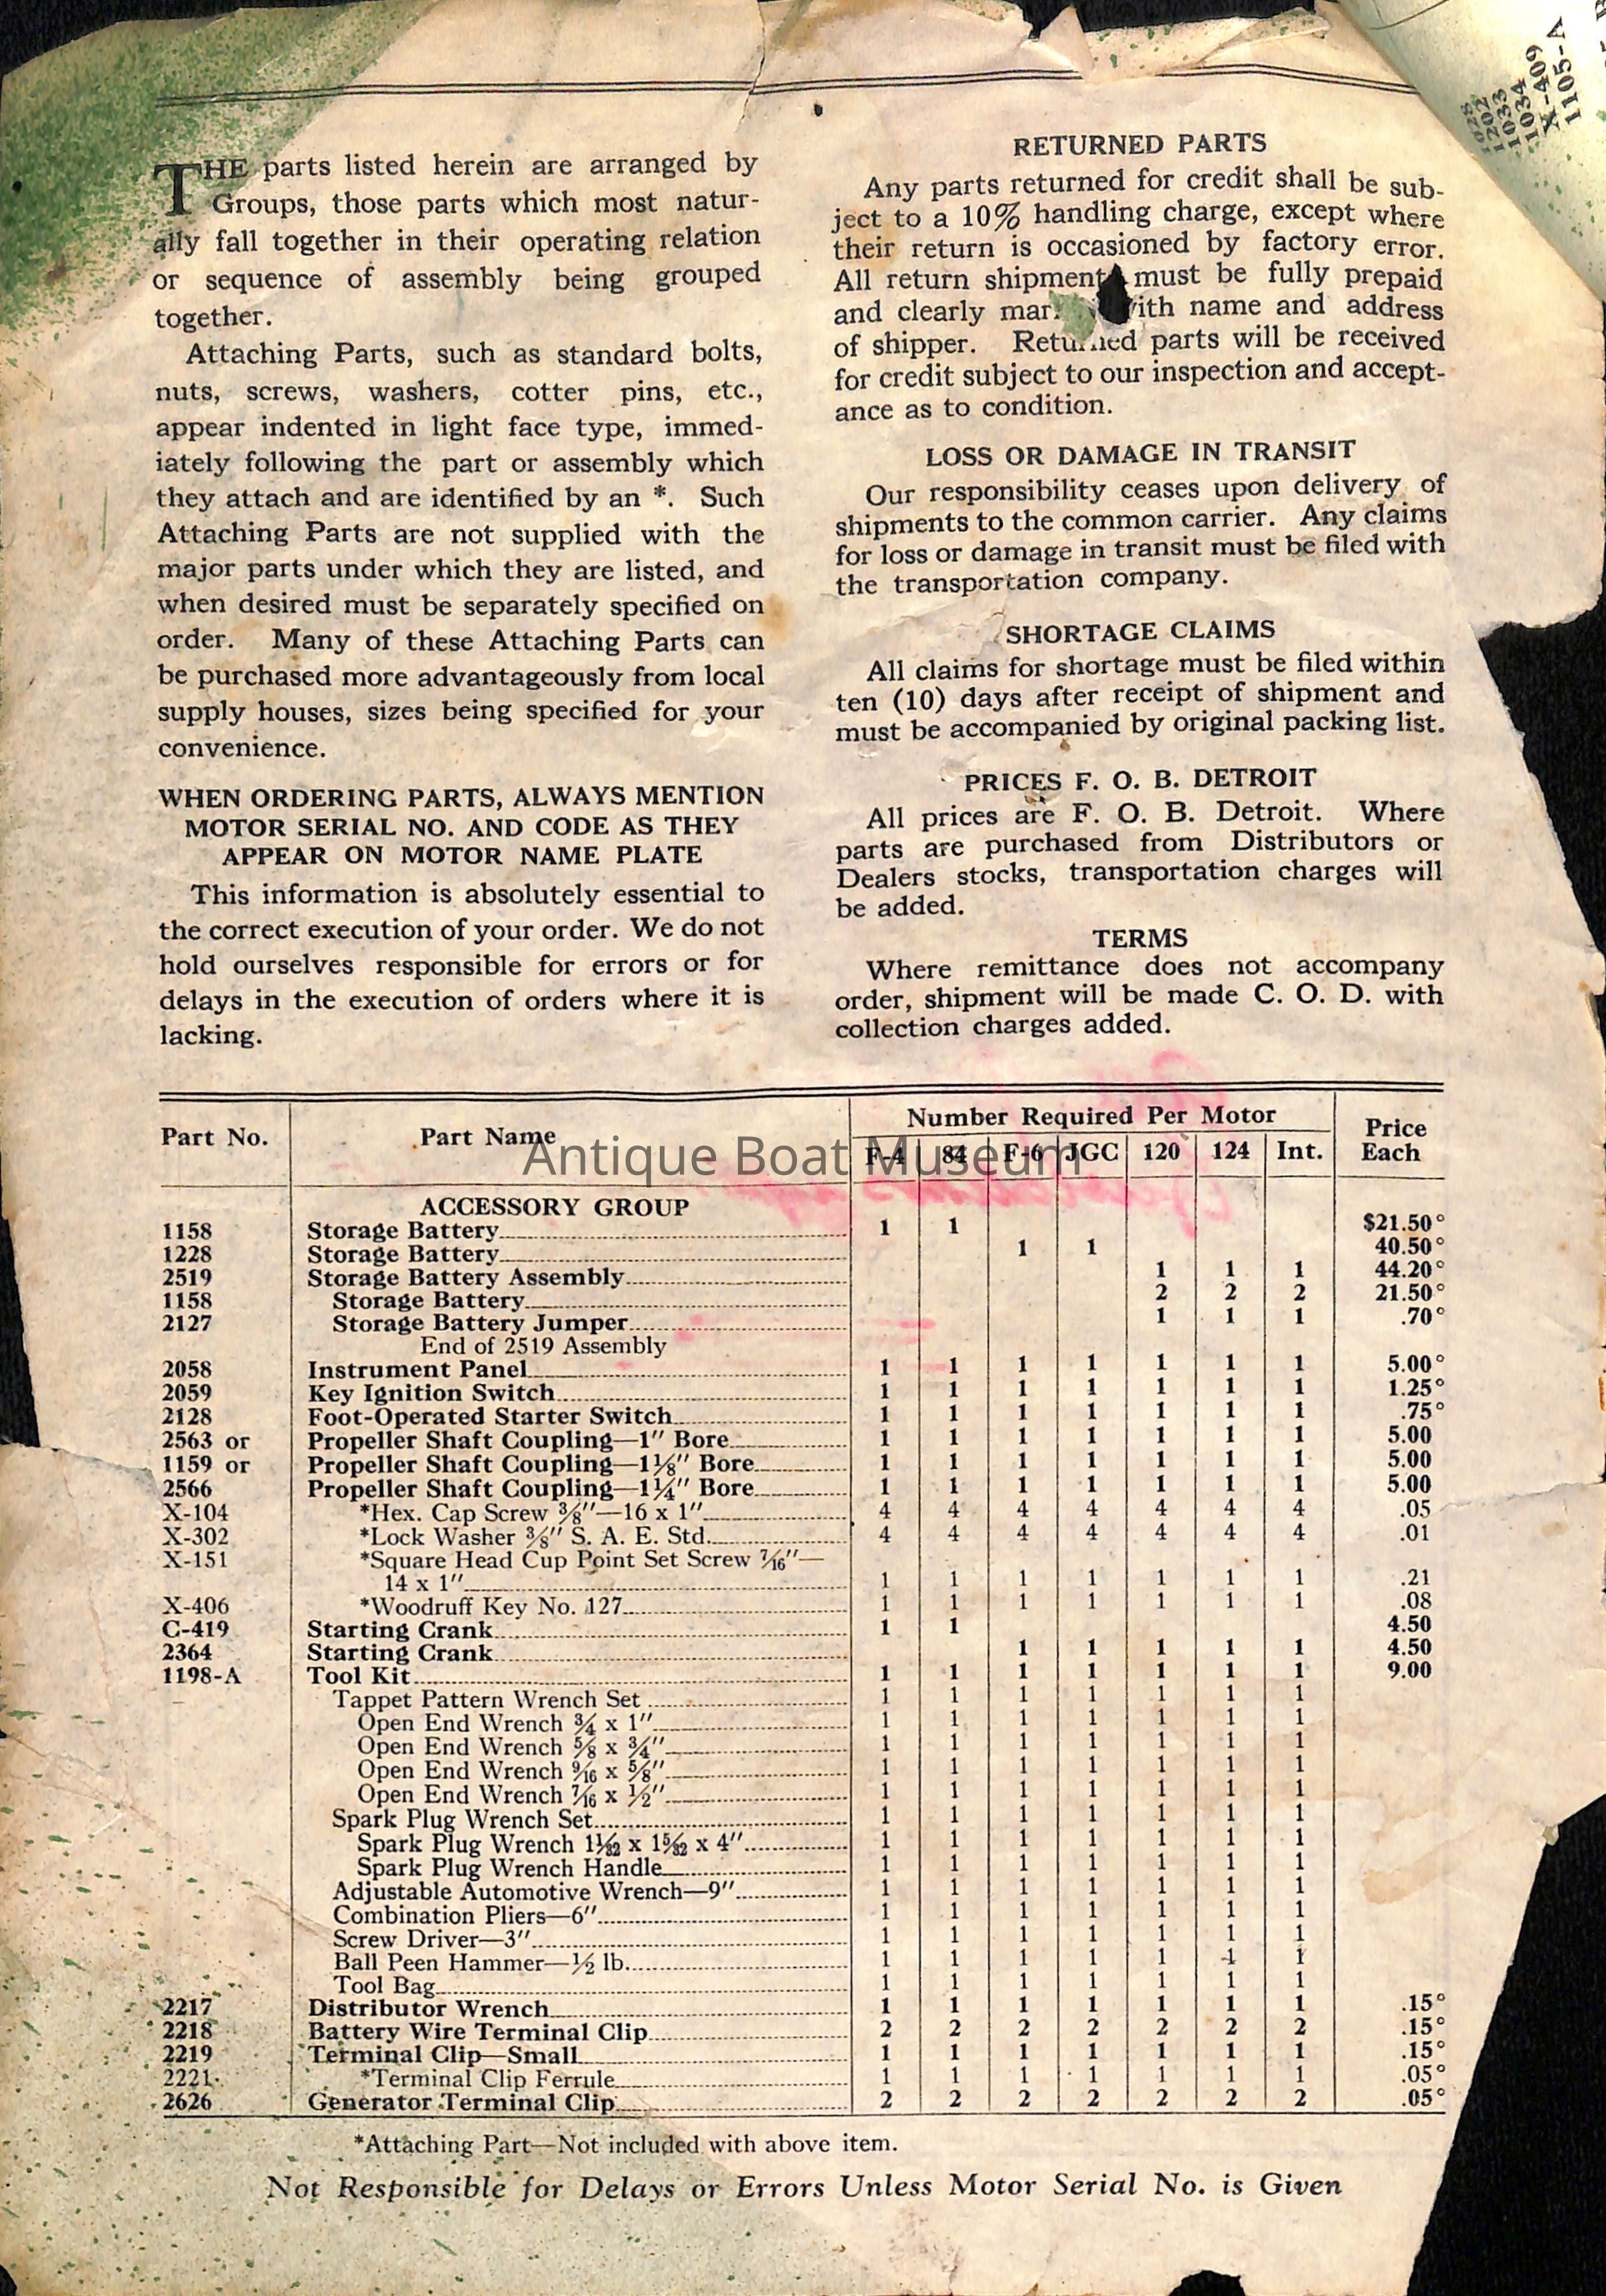 THE parts listed herein are arranged by
Groups, those parts which most natur-
ally fall together in their operating relation
or sequence of assembly being grouped
together.
Attaching Parts, such as standard bolts,
nuts, screws, washers, cotter pins, etc.,
appear indented in light face type, immed-
iately following the part or assembly which
they attach and are identified by an *. Such
Attaching Parts are not supplied with the
major parts under which they are listed, and
when desired must be separately specified on
order. Many of these Attaching Parts can
be purchased more advantageously from local
supply houses, sizes being specified for your
convenience.
WHEN ORDERING PARTS, ALWAYS MENTION
MOTOR SERIAL NO. AND CODE AS THEY
APPEAR ON MOTOR NAME PLATE
This information is absolutely essential to
the correct execution of your order. We do not
hold ourselves responsible for errors or for
delays in the execution of orders where it is
lacking.
RETURNED PARTS
Any parts returned for credit shall be sub-
ject to a 10% handling charge, except where
their return is occasioned by factory error.
All return shipment must be fully prepaid
and clearly with name and address
of shipper. Returned parts will be received
for credit subject to our inspection and accept-
ance as to condition.
LOSS OR DAMAGE IN TRANSIT
Our responsibility ceases upon delivery of
shipments to the common carrier. Any claims
for loss or damage in transit must be filed with
the transportation company.
SHORTAGE CLAIMS
All claims for shortage must be filed within
ten (10) days after receipt of shipment and
must be accompanied by original packing list.
PRICES F. O. B. DETROIT
All prices are F. O. B. Detroit. Where
parts are purchased from Distributors or
Dealers stocks, transportation charges will
be added.
TERMS
Where remittance does not accompany
order, shipment will be made C. O. D. with
collection charges added.
1202
1033
1034
X-409
1105-A
Part No. Part Name Number Required Per Motor Price Each
F-4 84 F-6 JGC 120 124 Int.
Antique Boat Museum
ACCESSORY GROUP
1158 Storage Battery 1 1 $21.50°
1228 Storage Battery 1 1 40.50°
2519 Storage Battery Assembly 1 1 1 44.20°
1158 Storage Battery 2 2 2 21.50°
2127 Storage Battery Jumper 1 1 1 .70°
End of 2519 Assembly
2058 Instrument Panel 1 1 1 1 1 1 1 5.00°
2059 Key Ignition Switch 1 1 1 1 1 1 1 1.25°
2128 Foot-Operated Starter Switch 1 1 1 1 1 1 1 .75°
2563 or Propeller Shaft Coupling—1" Bore 1 1 1 1 1 1 1 5.00
1159 or Propeller Shaft Coupling—1⅛" Bore 1 1 1 1 1 1 1 5.00
2566 Propeller Shaft Coupling—1¼" Bore 1 1 1 1 1 1 1 5.00
X-104 *Hex. Cap Screw ⅜"—16 x 1" 4 4 4 4 4 4 4 .05
X-302 *Lock Washer ⅜" S. A. E. Std. 4 4 4 4 4 4 4 .01
X-151 *Square Head Cup Point Set Screw 7/16"—
14 x 1" 1 1 1 1 1 1 1 .21
X-406 *Woodruff Key No. 127 1 1 1 1 1 1 1 .08
C-419 Starting Crank 1 1 4.50
2364 Starting Crank 1 1 1 1 1 4.50
1198-A Tool Kit 1 1 1 1 1 1 1 9.00
Tappet Pattern Wrench Set 1 1 1 1 1 1 1
Open End Wrench ¾ x 1" 1 1 1 1 1 1 1
Open End Wrench ⅝ x ¾" 1 1 1 1 1 1 1
Open End Wrench 9/16 x ⅝" 1 1 1 1 1 1 1
Open End Wrench 7/16 x ½" 1 1 1 1 1 1 1
Spark Plug Wrench Set 1 1 1 1 1 1 1
Spark Plug Wrench 1 1/32 x 1 5/32 x 4" 1 1 1 1 1 1 1
Spark Plug Wrench Handle 1 1 1 1 1 1 1
Adjustable Automotive Wrench—9" 1 1 1 1 1 1 1
Combination Pliers—6" 1 1 1 1 1 1 1
Screw Driver—3" 1 1 1 1 1 1 1
Ball Peen Hammer—½ lb. 1 1 1 1 1 1 1
Tool Bag 1 1 1 1 1 1 1
2217 Distributor Wrench 1 1 1 1 1 1 1 .15°
2218 Battery Wire Terminal Clip 2 2 2 2 2 2 2 .15°
2219 Terminal Clip—Small 1 1 1 1 1 1 1 .15°
2221 *Terminal Clip Ferrule 1 1 1 1 1 1 1 .05°
2626 Generator Terminal Clip 2 2 2 2 2 2 2 .05°
*Attaching Part—Not included with above item.
Not Responsible for Delays or Errors Unless Motor Serial No. is Given